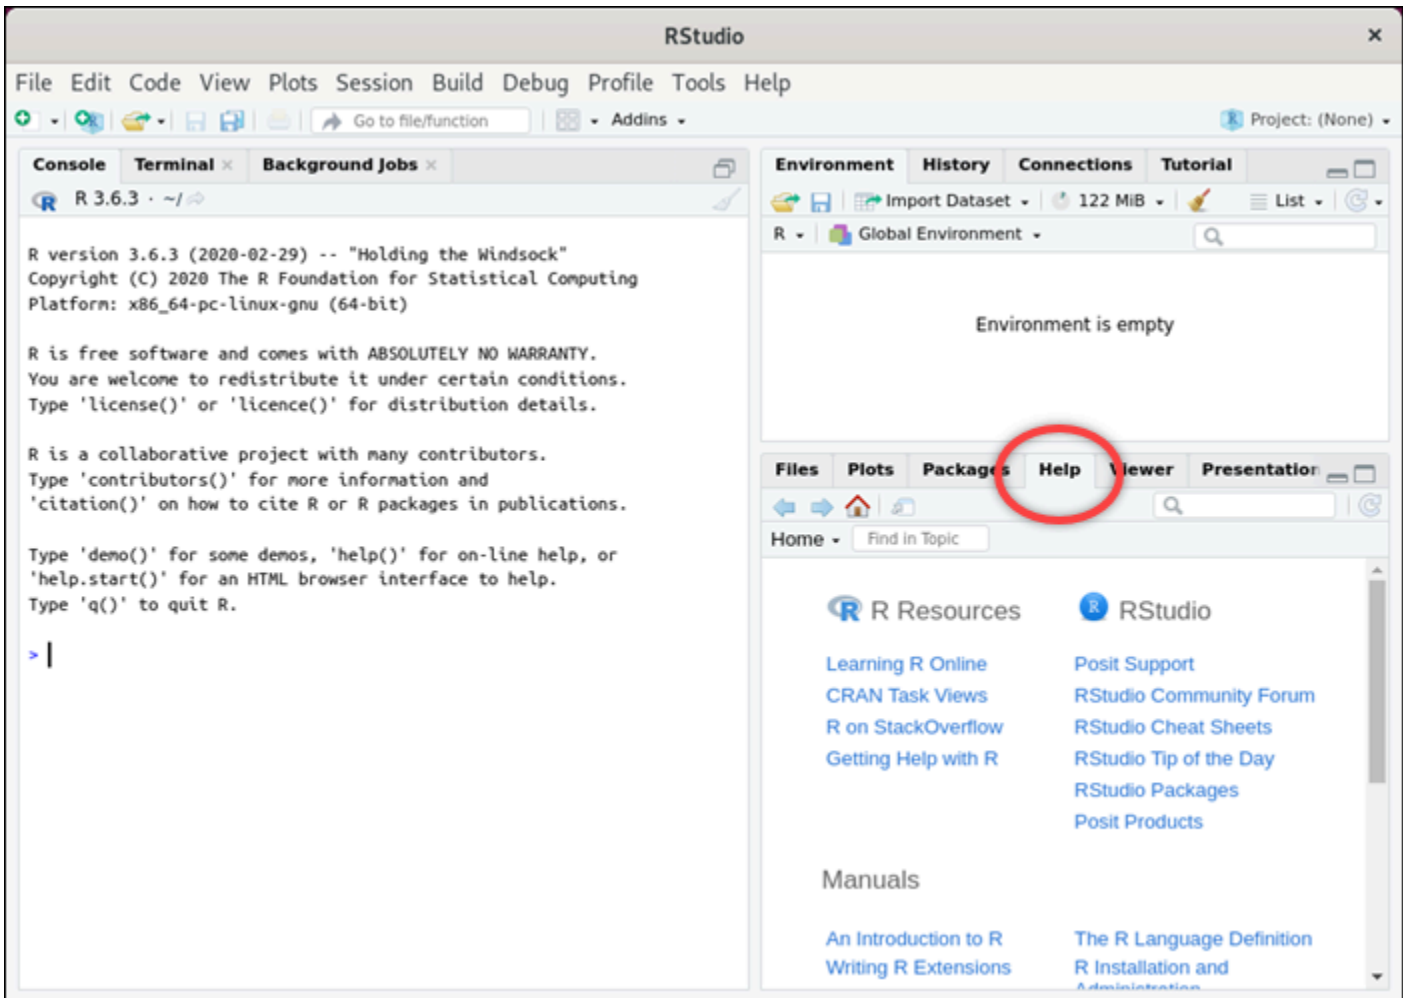 RStudio
File Edit Code View Plots Session Build Debug Profile Tools Help
Go to file/function Addins Project: (None)
Console Terminal Background Jobs
R 3.6.3 · ~/
R version 3.6.3 (2020-02-29) -- "Holding the Windsock"
Copyright (C) 2020 The R Foundation for Statistical Computing
Platform: x86_64-pc-linux-gnu (64-bit)
R is free software and comes with ABSOLUTELY NO WARRANTY.
You are welcome to redistribute it under certain conditions.
Type 'license()' or 'licence()' for distribution details.
R is a collaborative project with many contributors.
Type 'contributors()' for more information and
'citation()' on how to cite R or R packages in publications.
Type 'demo()' for some demos, 'help()' for on-line help, or
'help.start()' for an HTML browser interface to help.
Type 'q()' to quit R.
>
Environment History Connections Tutorial
Import Dataset 122 MiB List
R Global Environment
Environment is empty
Files Plots Packages Help Viewer Presentation
Home Find in Topic
R Resources
Learning R Online
CRAN Task Views
R on StackOverflow
Getting Help with R
RStudio
Posit Support
RStudio Community Forum
RStudio Cheat Sheets
RStudio Tip of the Day
RStudio Packages
Posit Products
Manuals
An Introduction to R
Writing R Extensions
The R Language Definition
R Installation and
Administration